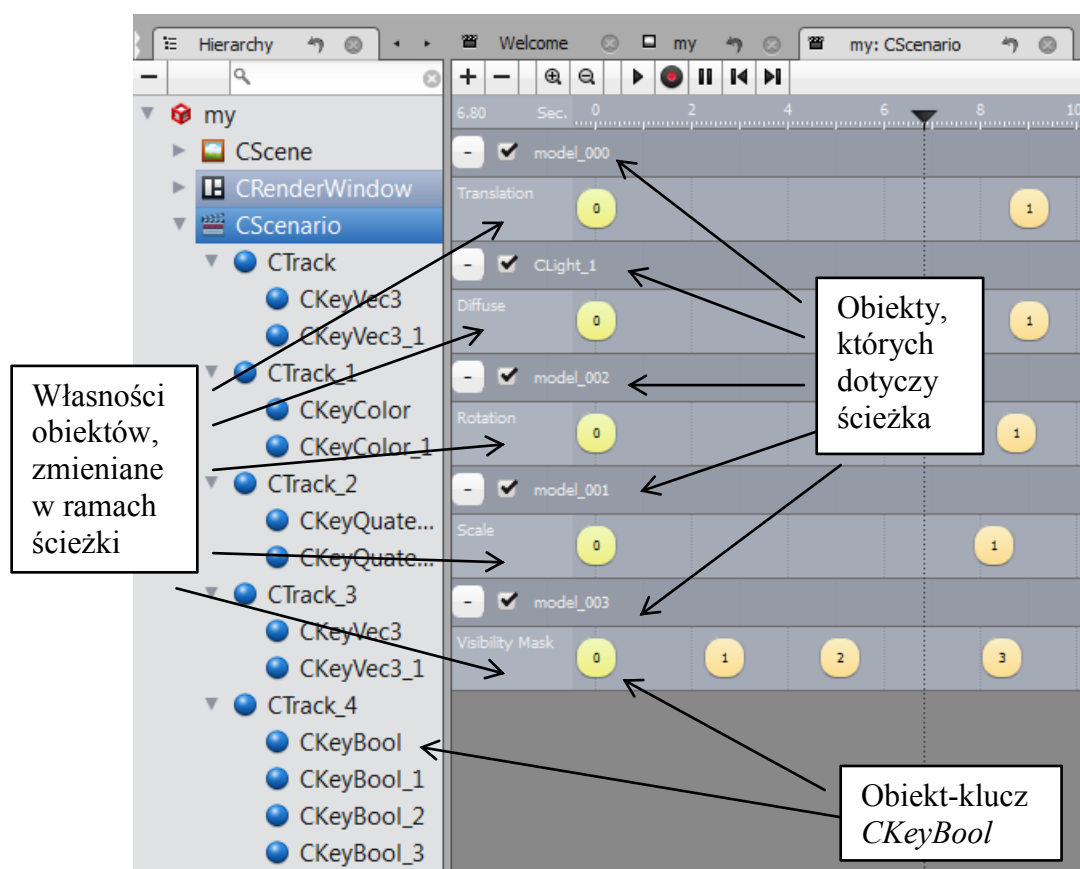 Hierarchy
Welcome
my
my: CScenario
my
CScene
CRenderWindow
CScenario
CTrack
CKeyVec3
CKeyVec3_1
CTrack_1
CKeyColor
CKeyColor_1
CTrack_2
CKeyQuate...
CKeyQuate...
CTrack_3
CKeyVec3
CKeyVec3_1
CTrack_4
CKeyBool
CKeyBool_1
CKeyBool_2
CKeyBool_3
6.80 Sec. 0 2 4 6 8 10
model_000
Translation 0 1
CLight_1
Diffuse 0 1
model_002
Rotation 0 1
model_001
Scale 0 1
model_003
Visibility Mask 0 1 2 3
Własności
obiektów,
zmieniane
w ramach
ścieżki
Obiekty,
których
dotyczy
ścieżka
Obiekt-klucz
CKeyBool